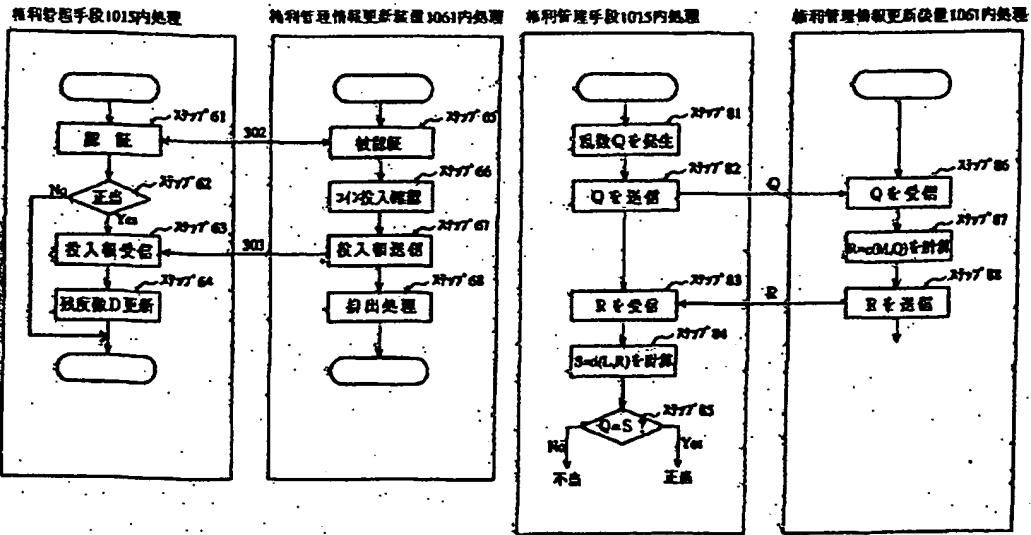 権利管理手段1015内処理
ステップ61
認 証
ステップ62
正当
No
Yes
ステップ63
投入額受信
ステップ64
残度数D更新
権利管理情報更新装置1061内処理
302
ステップ65
被認証
ステップ66
コイン投入確認
303
ステップ67
投入額送信
ステップ68
排出処理
権利管理手段1015内処理
ステップ81
乱数Qを発生
ステップ82
Qを送信
Q
ステップ83
Rを受信
R
ステップ84
S=d(L,R)を計算
ステップ85
Q=S ?
No
Yes
不当
正当
権利管理情報更新装置1061内処理
ステップ86
Qを受信
ステップ87
R=c(M,Q)を計算
ステップ88
Rを送信